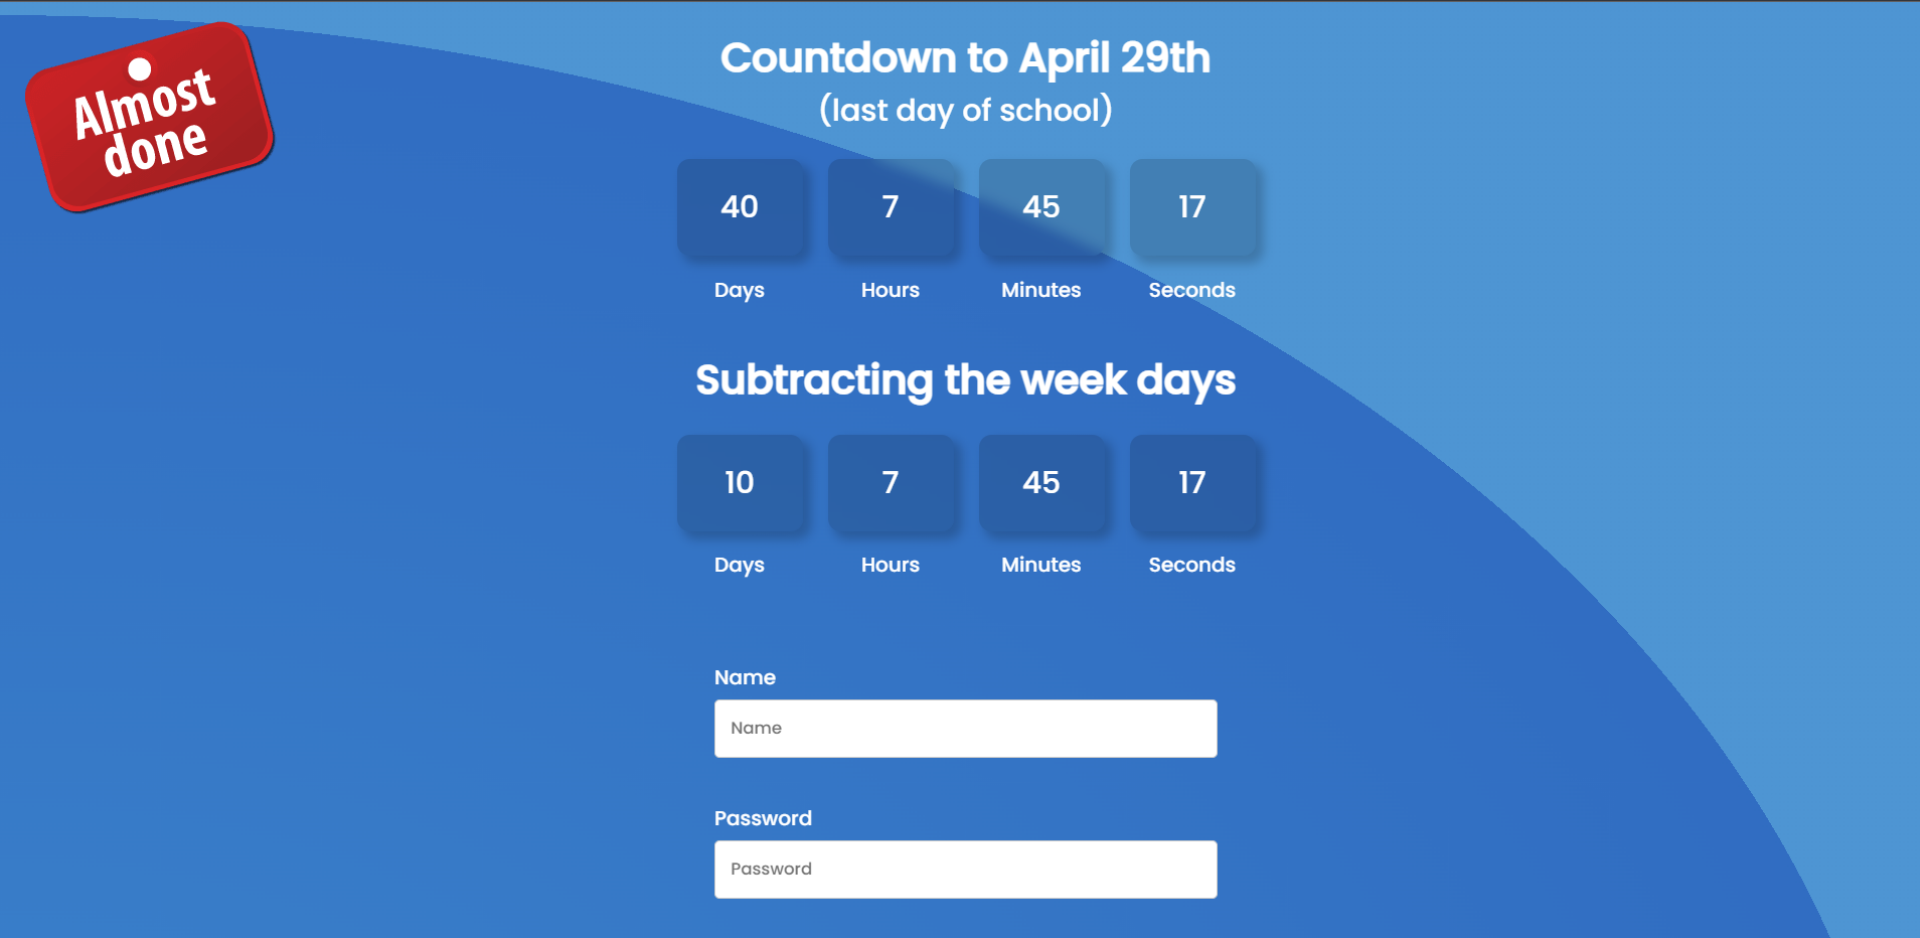 Almost
done
Countdown to April 29th
(last day of school)
40 7 45 17
Days Hours Minutes Seconds
Subtracting the week days
10 7 45 17
Days Hours Minutes Seconds
Name
Name
Password
Password